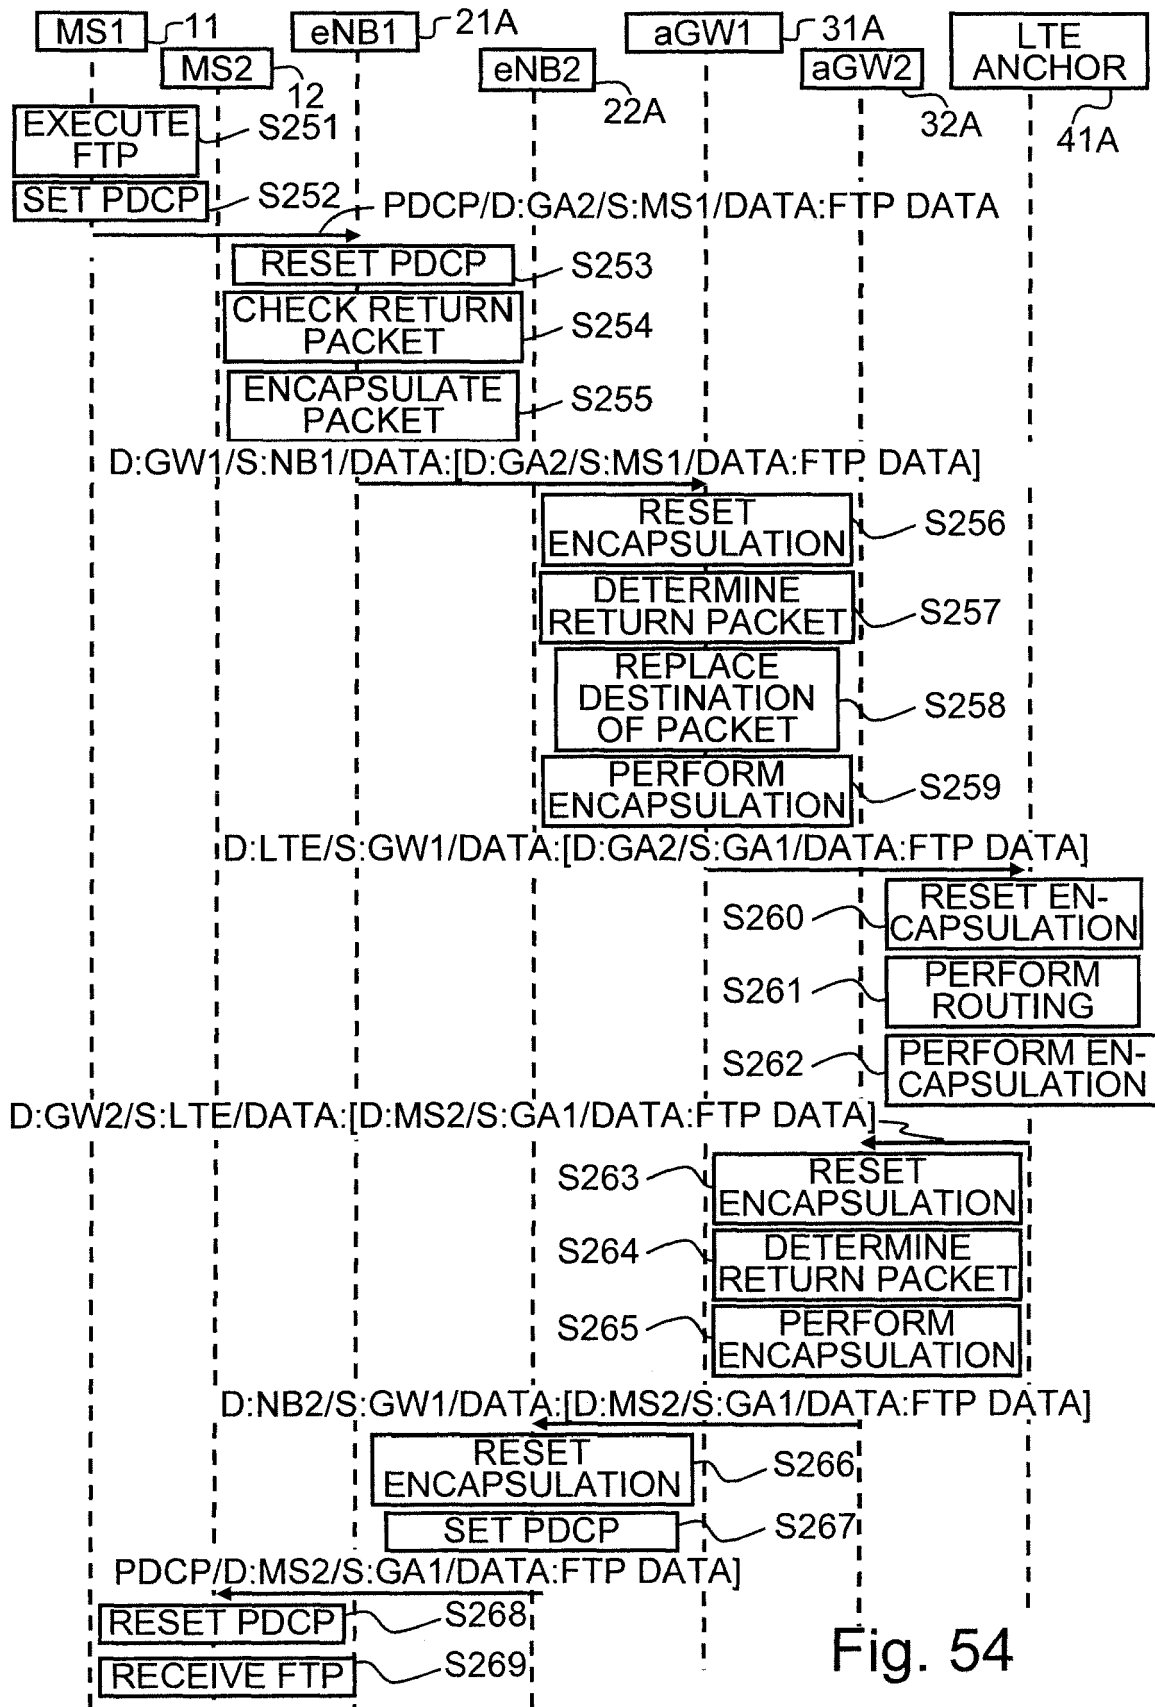 MS1 11
eNB1 21A
aGW1 31A
LTE
ANCHOR
MS2
12
eNB2
22A
aGW2
32A
41A
EXECUTE
FTP
S251
SET PDCP
S252
PDCP/D:GA2/S:MS1/DATA:FTP DATA
RESET PDCP
S253
CHECK RETURN
PACKET
S254
ENCAPSULATE
PACKET
S255
D:GW1/S:NB1/DATA:[D:GA2/S:MS1/DATA:FTP DATA]
RESET
ENCAPSULATION
S256
DETERMINE
RETURN PACKET
S257
REPLACE
DESTINATION
OF PACKET
S258
PERFORM
ENCAPSULATION
S259
D:LTE/S:GW1/DATA:[D:GA2/S:GA1/DATA:FTP DATA]
S260
RESET EN-
CAPSULATION
S261
PERFORM
ROUTING
S262
PERFORM EN-
CAPSULATION
D:GW2/S:LTE/DATA:[D:MS2/S:GA1/DATA:FTP DATA]
S263
RESET
ENCAPSULATION
S264
DETERMINE
RETURN PACKET
S265
PERFORM
ENCAPSULATION
D:NB2/S:GW1/DATA:[D:MS2/S:GA1/DATA:FTP DATA]
RESET
ENCAPSULATION
S266
SET PDCP
S267
PDCP/D:MS2/S:GA1/DATA:FTP DATA]
RESET PDCP
S268
RECEIVE FTP
S269
Fig. 54